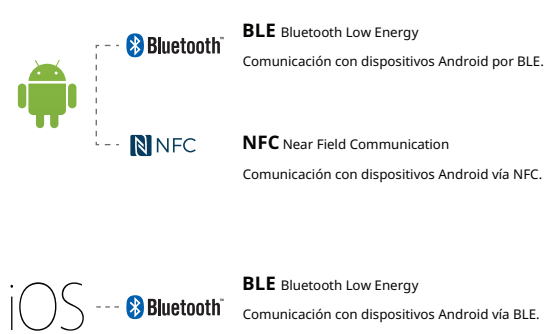 Bluetooth
BLE Bluetooth Low Energy
Comunicación con dispositivos Android por BLE.
NFC
NFC Near Field Communication
Comunicación con dispositivos Android vía NFC.
iOS
Bluetooth
BLE Bluetooth Low Energy
Comunicación con dispositivos Android vía BLE.